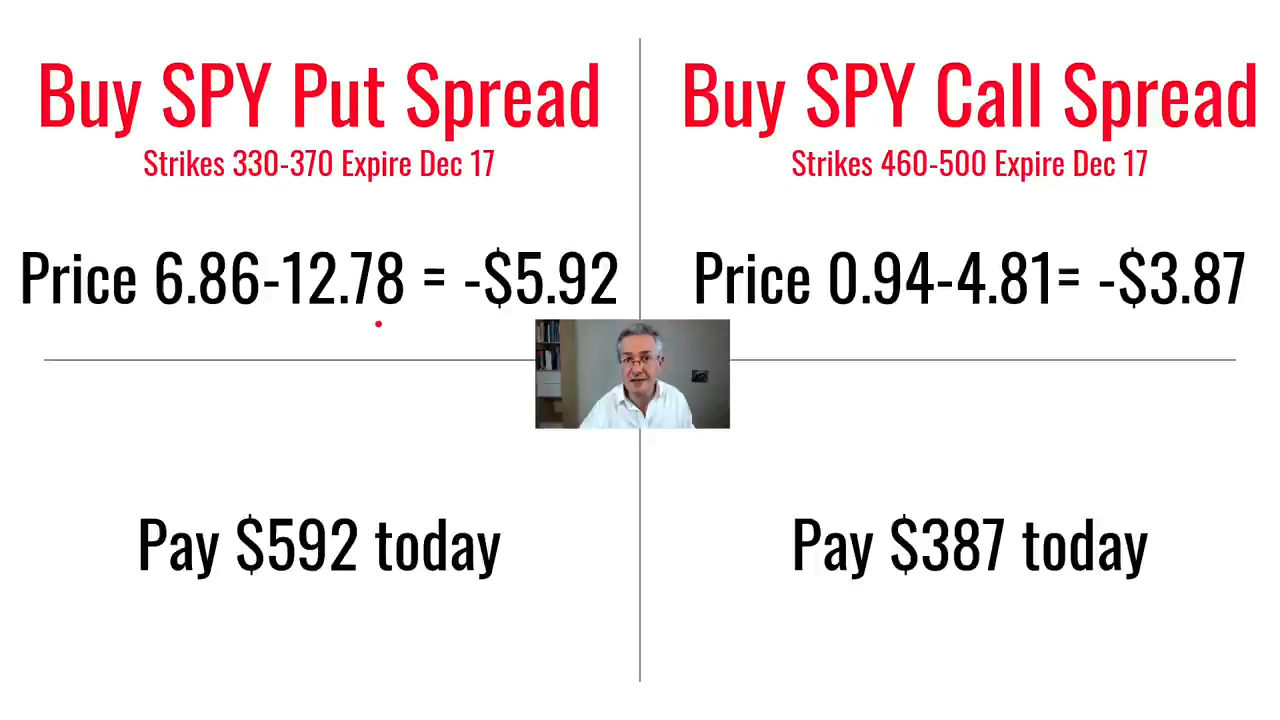 Buy SPY Put Spread
Strikes 330-370 Expire Dec 17
Price 6.86-12.78 = -$5.92
Pay $592 today
Buy SPY Call Spread
Strikes 460-500 Expire Dec 17
Price 0.94-4.81= -$3.87
Pay $387 today